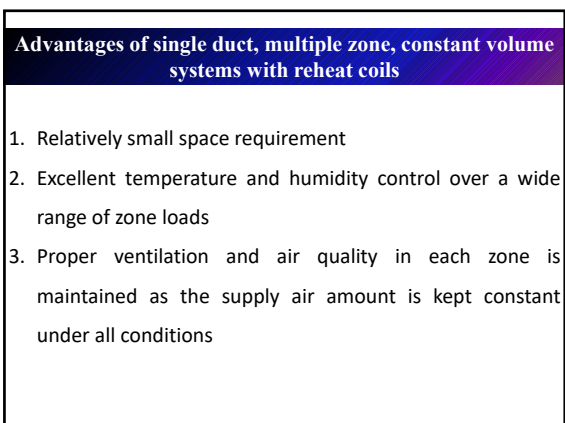 Advantages of single duct, multiple zone, constant volume
systems with reheat coils
1. Relatively small space requirement
2. Excellent temperature and humidity control over a wide
range of zone loads
3. Proper ventilation and air quality in each zone is
maintained as the supply air amount is kept constant
under all conditions